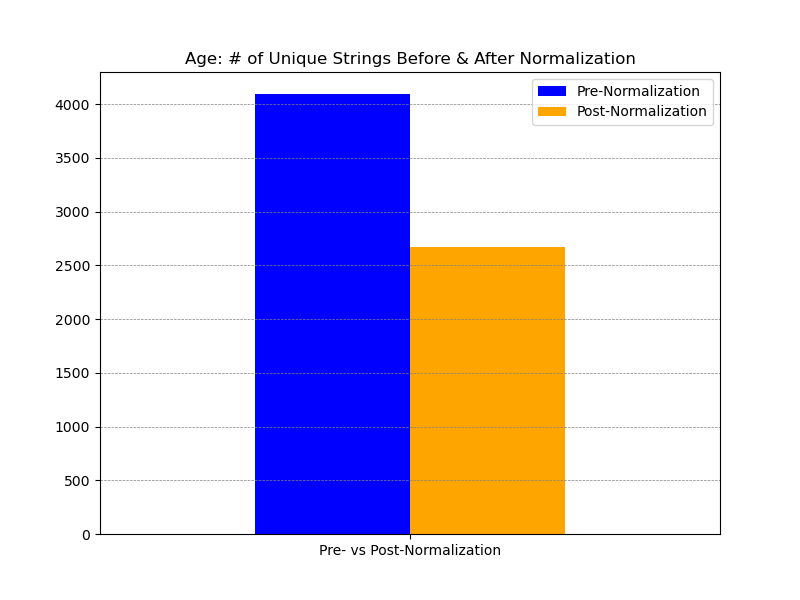 Age: # of Unique Strings Before & After Normalization
Pre-Normalization
Post-Normalization
4000
3500
3000
2500
2000
1500
1000
500
0
Pre- vs Post-Normalization